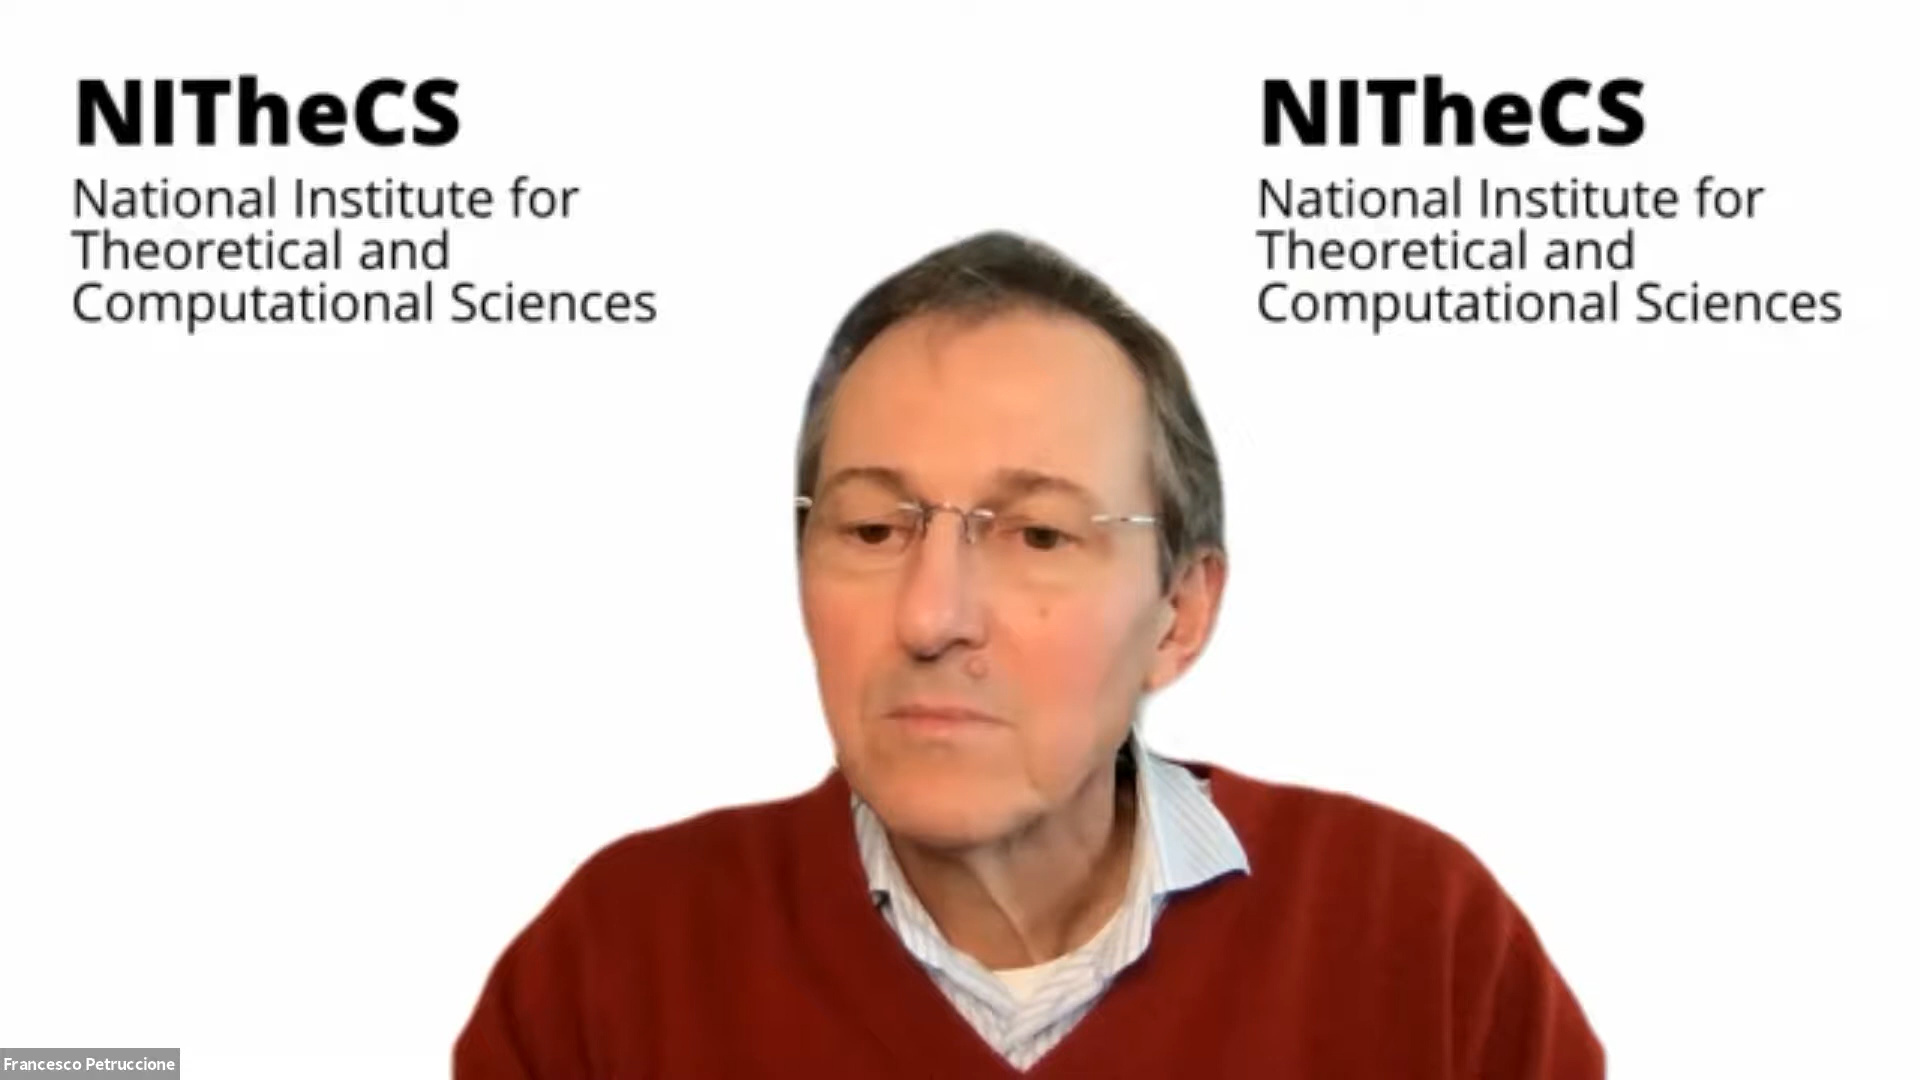 NITheCS
National Institute for
Theoretical and
Computational Sciences
NITheCS
National Institute for
Theoretical and
Computational Sciences
Francesco Petruccione